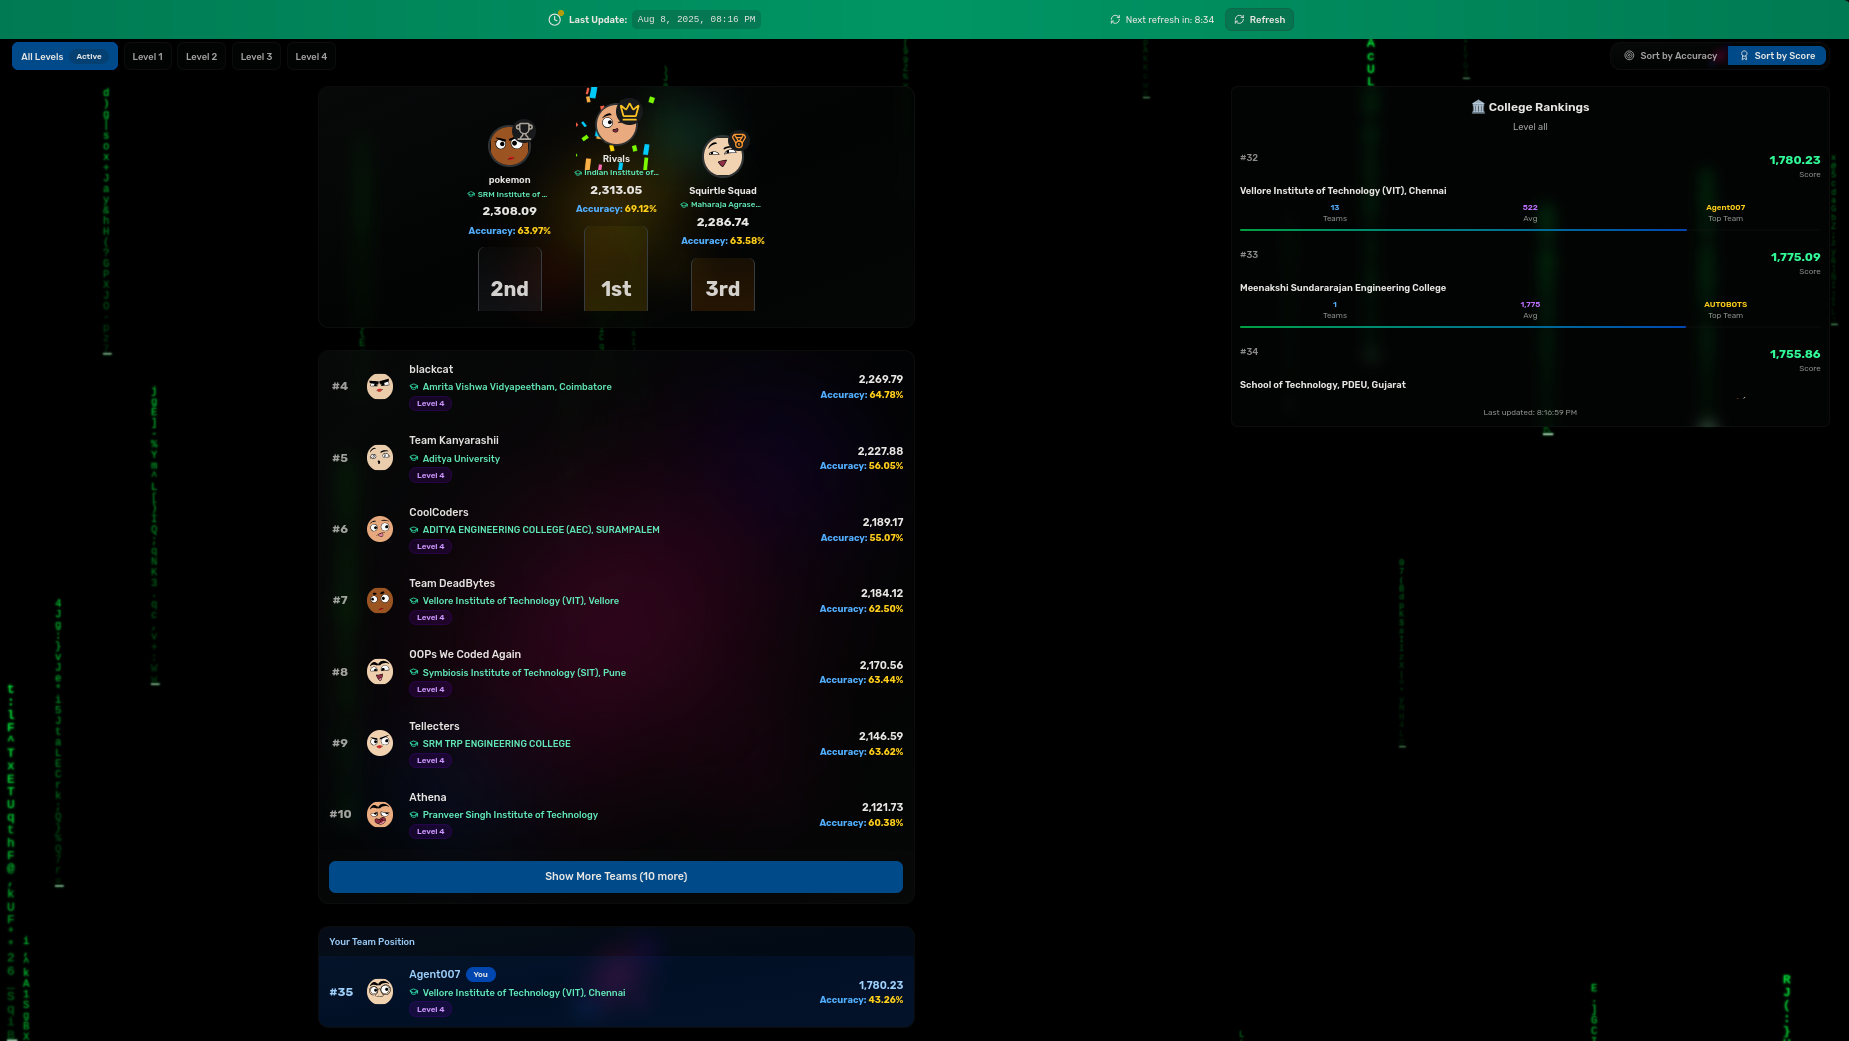 Last Update: Aug 8, 2025, 08:16 PM
Next refresh in: 8:34
Refresh
All Levels Active
Level 1
Level 2
Level 3
Level 4
Sort by Accuracy
Sort by Score
pokemon
SRM Institute of ...
2,308.09
Accuracy: 63.97%
2nd
Rivals
Indian Institute of...
2,313.05
Accuracy: 69.12%
1st
Squirtle Squad
Maharaja Agrase...
2,286.74
Accuracy: 63.58%
3rd
#4
blackcat
Amrita Vishwa Vidyapeetham, Coimbatore
Level 4
2,269.79
Accuracy: 64.78%
#5
Team Kanyarashii
Aditya University
Level 4
2,227.88
Accuracy: 56.05%
#6
CoolCoders
ADITYA ENGINEERING COLLEGE (AEC), SURAMPALEM
Level 4
2,189.17
Accuracy: 55.07%
#7
Team DeadBytes
Vellore Institute of Technology (VIT), Vellore
Level 4
2,184.12
Accuracy: 62.50%
#8
OOPs We Coded Again
Symbiosis Institute of Technology (SIT), Pune
Level 4
2,170.56
Accuracy: 63.44%
#9
Tellecters
SRM TRP ENGINEERING COLLEGE
Level 4
2,146.59
Accuracy: 63.62%
#10
Athena
Pranveer Singh Institute of Technology
Level 4
2,121.73
Accuracy: 60.38%
Show More Teams (10 more)
Your Team Position
#35
Agent007 You
Vellore Institute of Technology (VIT), Chennai
Level 4
1,780.23
Accuracy: 43.26%
College Rankings
Level all
#32
1,780.23
Score
Vellore Institute of Technology (VIT), Chennai
13 522 Agent007
Teams Avg Top Team
#33
1,775.09
Score
Meenakshi Sundararajan Engineering College
1 1,775 AUTOBOTS
Teams Avg Top Team
#34
1,755.86
Score
School of Technology, PDEU, Gujarat
Last updated: 8:16:59 PM